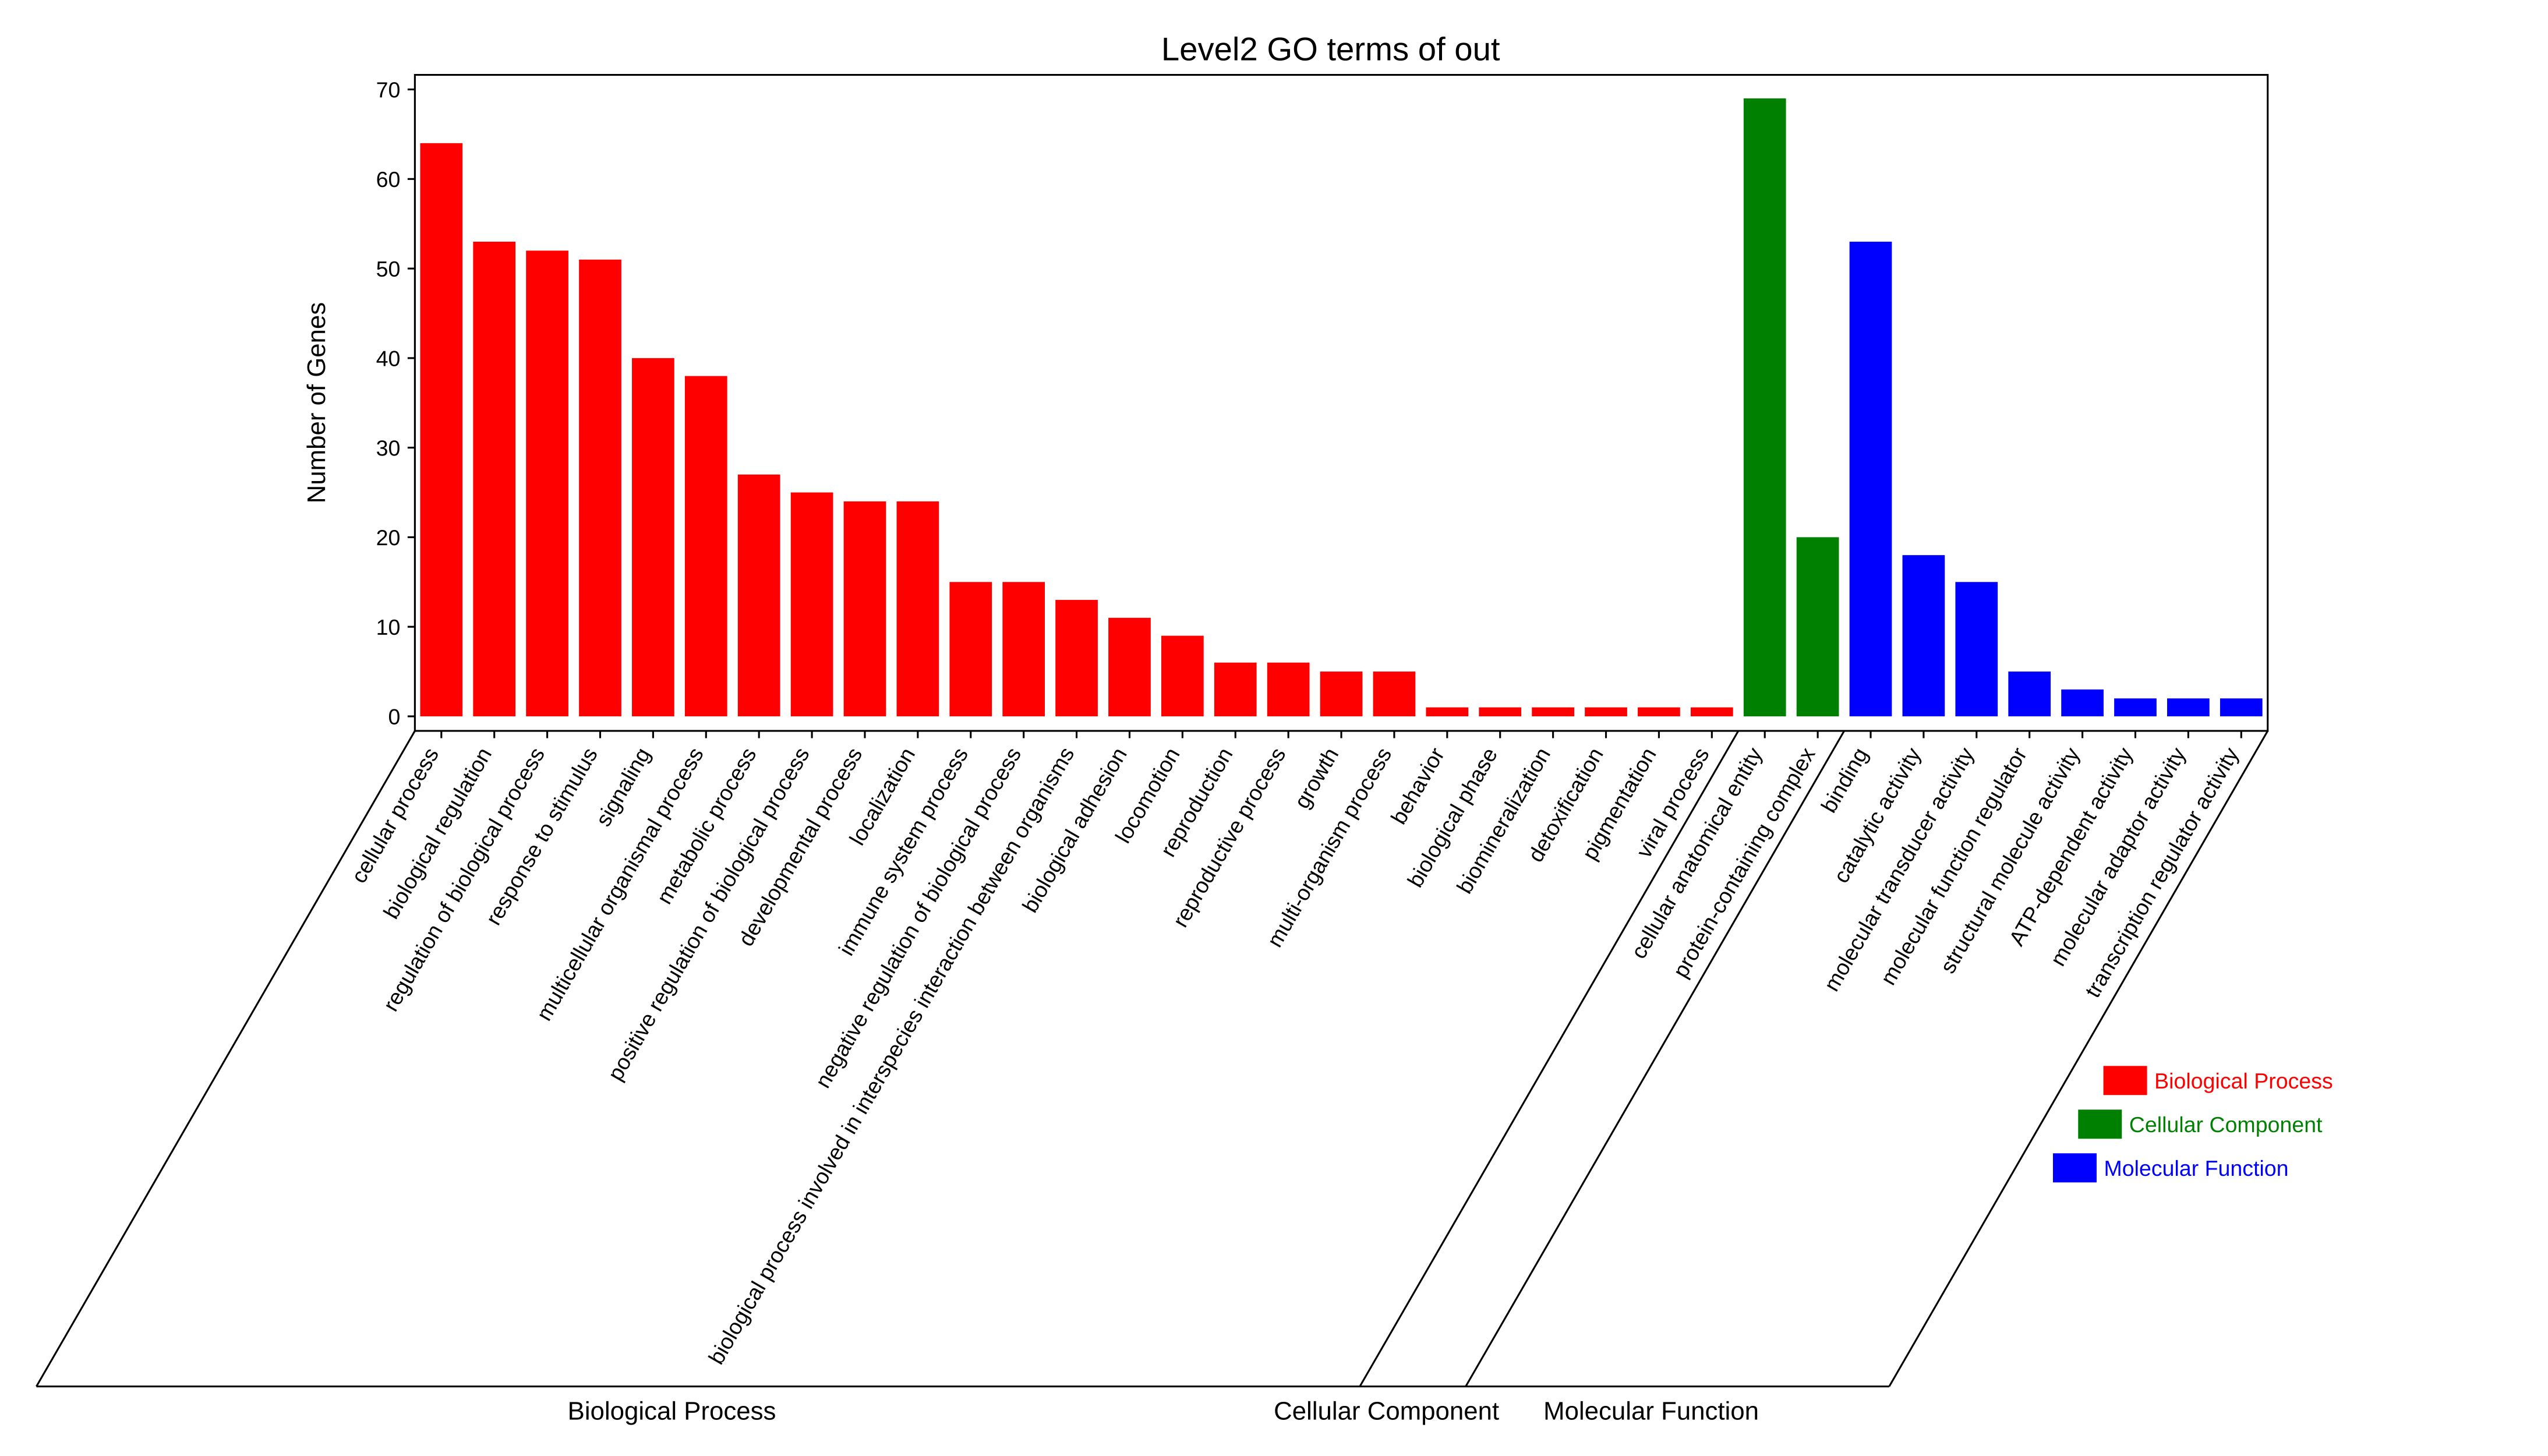 Level2 GO terms of out
Number of Genes
70
60
50
40
30
20
10
0
cellular process
biological regulation
regulation of biological process
response to stimulus
signaling
multicellular organismal process
metabolic process
positive regulation of biological process
developmental process
localization
immune system process
negative regulation of biological process
biological process involved in interspecies interaction between organisms
biological adhesion
locomotion
reproduction
reproductive process
growth
multi-organism process
behavior
biological phase
biomineralization
detoxification
pigmentation
viral process
cellular anatomical entity
protein-containing complex
binding
catalytic activity
molecular transducer activity
molecular function regulator
structural molecule activity
ATP-dependent activity
molecular adaptor activity
transcription regulator activity
Biological Process
Cellular Component
Molecular Function
Biological Process
Cellular Component
Molecular Function